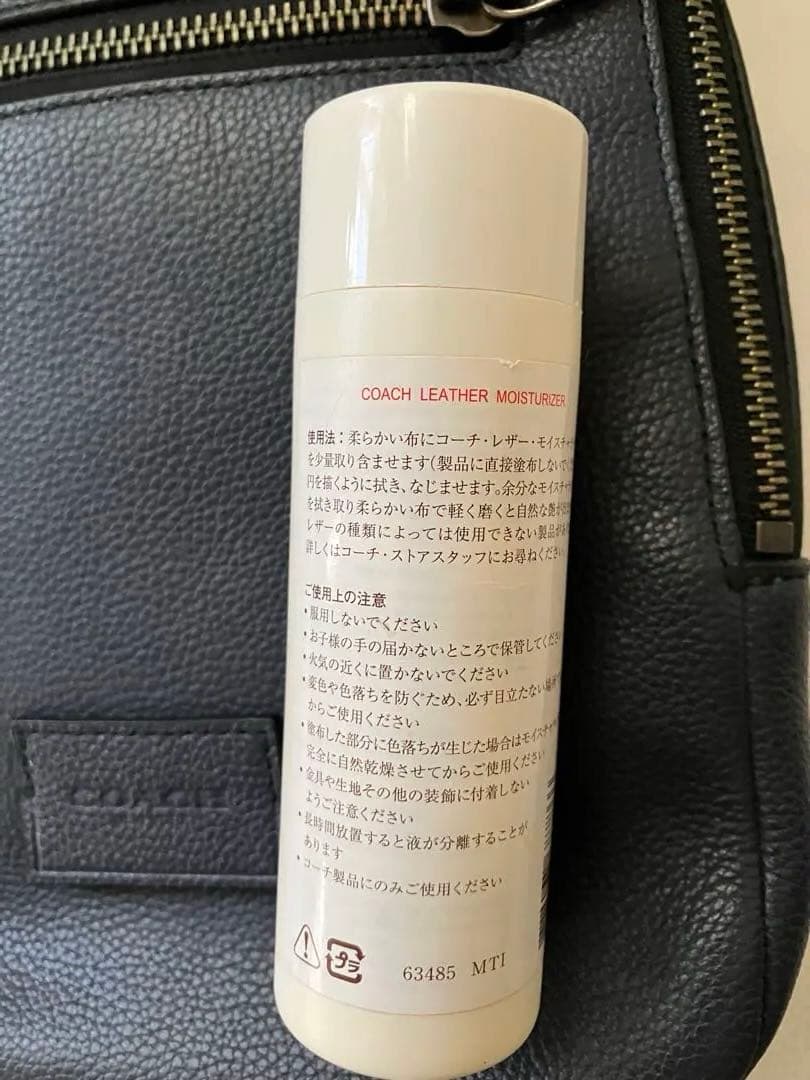 COACH LEATHER MOISTURIZER
使用法：柔らかい布にコーチ・レザー・モイスチャー
を少量取り含ませます(製品に直接塗布しないで
円を描くように拭き、なじませます。余分なモイスチャ
を拭き取り柔らかい布で軽く磨くと自然な艶が
レザーの種類によっては使用できない製品が
詳しくはコーチ・ストアスタッフにお尋ねください
ご使用上の注意
・服用しないでください
・お子様の手の届かないところで保管してくだ
・火気の近くに置かないでください
・変色や色落ちを防ぐため、必ず目立たない場所
からご使用ください
・塗布した部分に色落ちが生じた場合はモイスチャ
完全に自然乾燥させてからご使用ください
・金具や生地その他の装飾に付着しない
ようご注意ください
・長時間放置すると液が分離することが
あります
・コーチ製品にのみご使用ください
プラ
63485 MTI